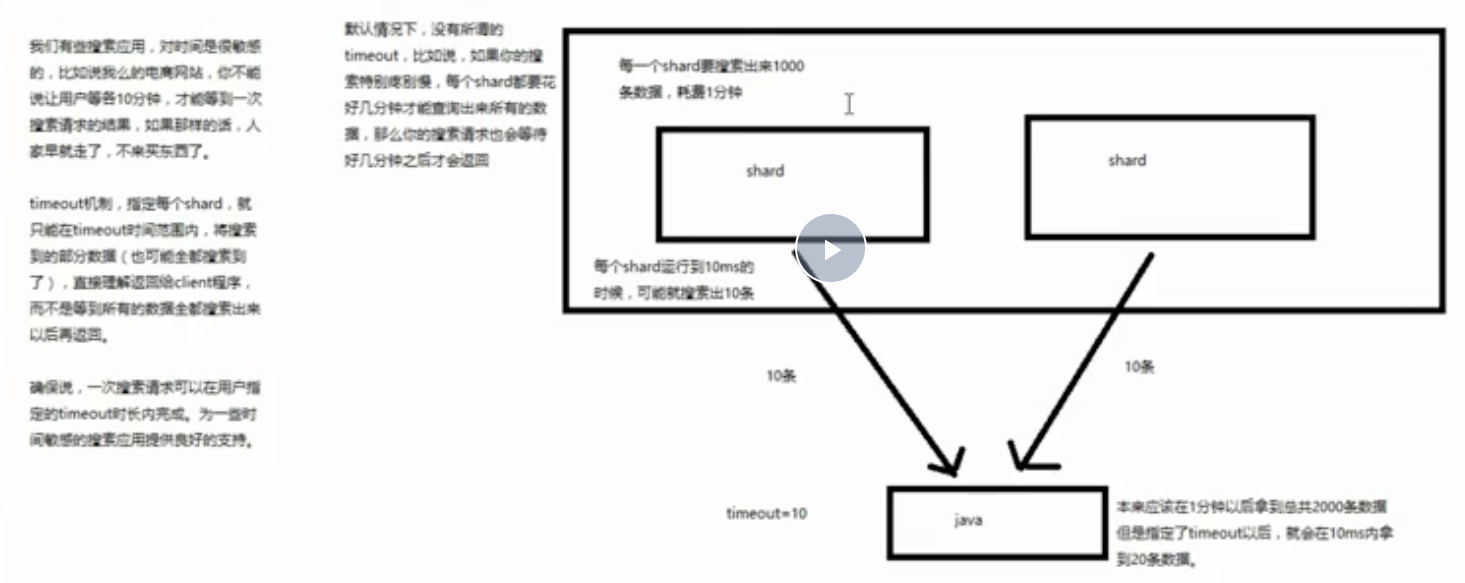 我们有些搜索应用，对时间是很敏感
的，比如说我么的电商网站，你不能
说让用户等各10分钟，才能等到一次
搜索请求的结果，如果那样的话，人
家早就走了，不来买东西了。
timeout机制，指定每个shard，就
只能在timeout时间范围内，将搜索
到的部分数据（也可能全都搜索到
了），直接理解返回给client程序，
而不是等到所有的数据全都搜索出来
以后再返回。
确保说，一次搜索请求可以在用户指
定的timeout时长内完成。为一些时
间敏感的搜索应用提供良好的支持。
默认情况下，没有所谓的
timeout，比如说，如果你的搜
索特别慢，每个shard都要花
好几分钟才能查询出来所有的数
据，那么你的搜索请求也会等待
好几分钟之后才会返回
每一个shard要搜索出来1000
条数据，耗费1分钟
shard
shard
每个shard运行到10ms的
时候，可能就搜索出10条
10条
10条
timeout=10
java
本来应该在1分钟以后拿到总共2000条数据
但是指定了timeout以后，就会在10ms内拿
到20条数据。